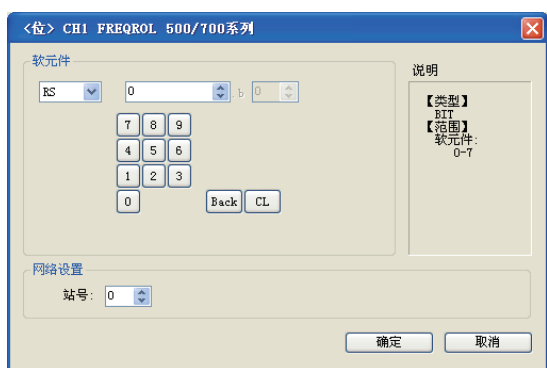 <位> CH1 FREQROL 500/700系列
软元件
RS 0 .b 0
7 8 9
4 5 6
1 2 3
0 Back CL
说明
【类型】
BIT
【范围】
软元件:
0-7
网络设置
站号: 0
确定 取消